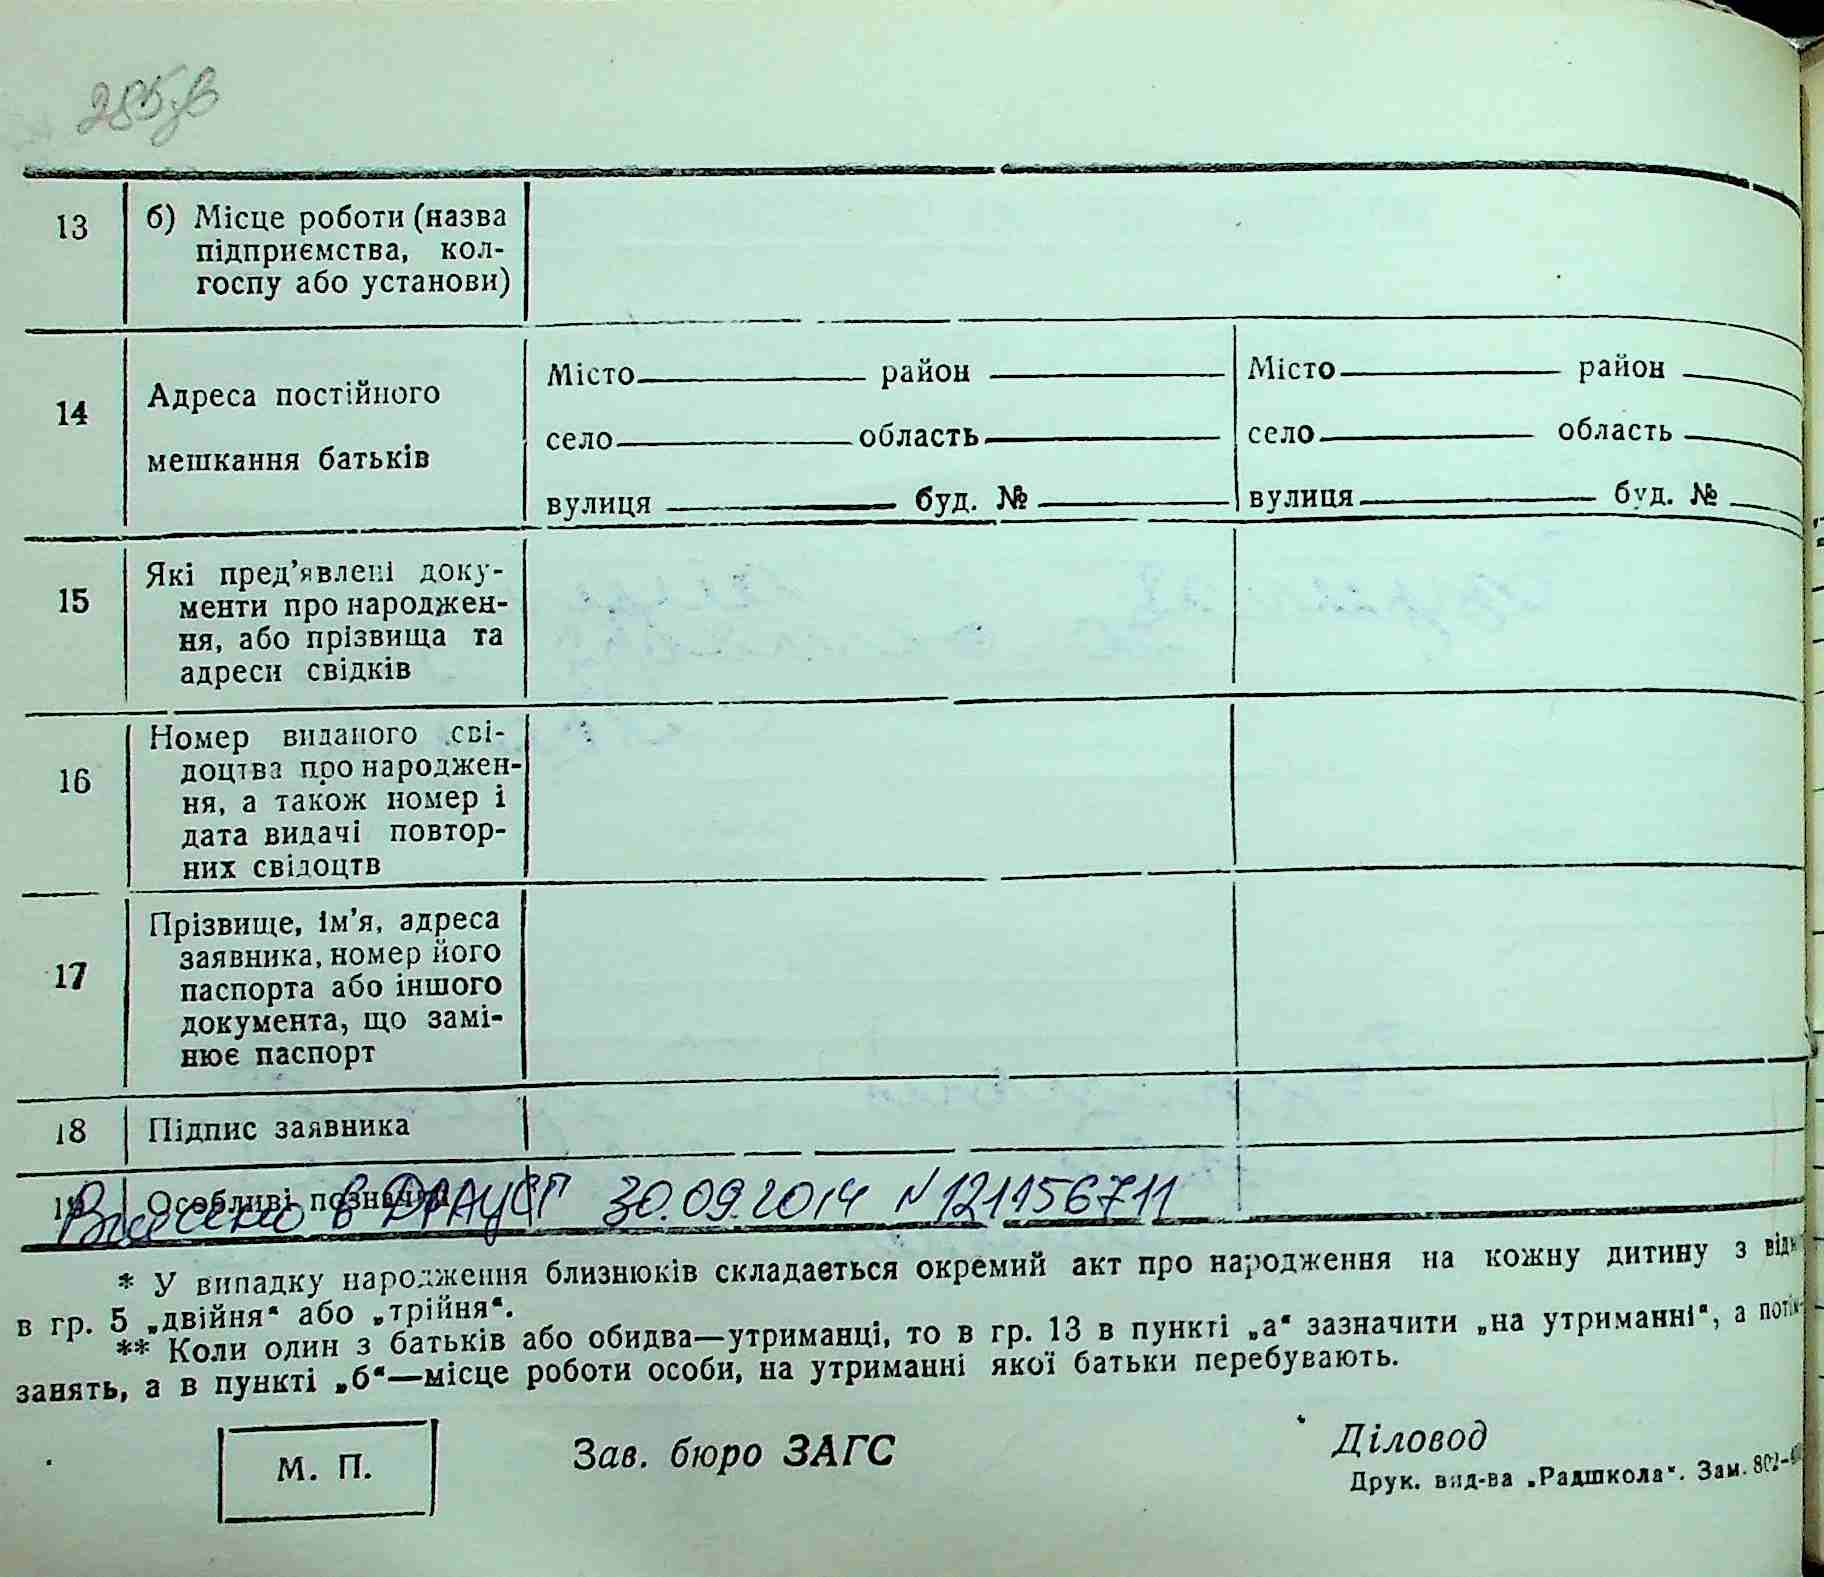 285зв
13 б) Місце роботи (назва
підприємства, кол-
госпу або установи)
14 Адреса постійного
мешкання батьків
Місто район Місто район
село область село область
вулиця буд. № вулиця буд. №
15 Які пред’явлені доку-
менти про народжен-
ня, або прізвища та
адреси свідків
16 Номер виданого сві-
доцтва про народжен-
ня, а також номер і
дата видачі повтор-
них свідоцтв
17 Прізвище, ім’я, адреса
заявника, номер його
паспорта або іншого
документа, що замі-
нює паспорт
18 Підпис заявника
19 Особливі позначки
Внесено в ДРАЦСГ 30.09.2014 N 121156711
* У випадку народження близнюків складаеться окремий акт про народження на кожну дитину з
в гр. 5 „двійня“ або „трійня“.
** Коли один з батьків або обидва—утриманці, то в гр. 13 в пункті „а“ зазначити „на утриманні“, а
занять, а в пункті „б“—місце роботи особи, на утриманні якої батьки перебувають.
М. П.
Зав. бюро ЗАГС
Діловод
Друк. вид-ва „Радшкола“. Зам.